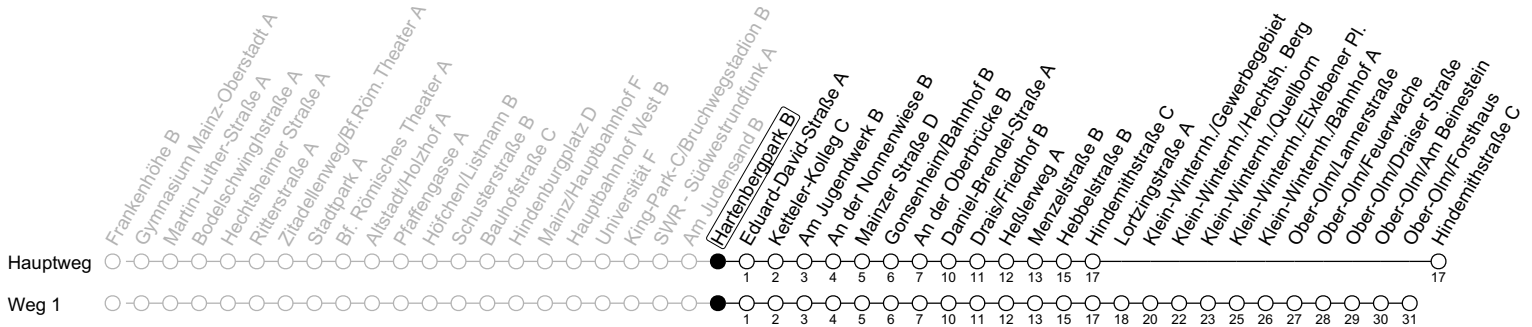 Frankenhöhe B
Gymnasium Mainz-Oberstadt A
Martin-Luther-Straße A
Bodelschwinghstraße A
Hechtsheimer Straße A
Ritterstraße A
Zitadellenweg/Bf.Röm. Theater A
Stadtpark A
Bf. Römisches Theater A
Altstadt/Holzhof A
Pfaffengasse A
Höfchen/Listmann B
Schusterstraße B
Bauhofstraße C
Hindenburgplatz D
Mainz/Hauptbahnhof F
Hauptbahnhof West B
Universität F
King-Park-C/Bruchwegstadion B
SWR - Südwestrundfunk A
Am Judensand B
Hartenbergpark B
Eduard-David-Straße A
Ketteler-Kolleg C
Am Jugendwerk B
An der Nonnenwiese B
Mainzer Straße D
Gonsenheim/Bahnhof B
An der Oberbrücke B
Daniel-Brendel-Straße A
Drais/Friedhof B
Heßlerweg A
Menzelstraße B
Hebbelstraße B
Hindemithstraße C
Lortzingstraße A
Klein-Winternh./Gewerbegebiet
Klein-Winternh./Hechtsh. Berg
Klein-Winternh./Quellborn
Klein-Winternh./Elxlebener Pl.
Klein-Winternh./Bahnhof A
Ober-Olm/Lannerstraße
Ober-Olm/Feuerwache
Ober-Olm/Draiser Straße
Ober-Olm/Am Beinestein
Ober-Olm/Forsthaus
Hindemithstraße C
Hauptweg
1 2 3 4 5 6 7 10 11 12 13 15 17 17
Weg 1
1 2 3 4 5 6 7 10 11 12 13 15 17 18 20 22 23 25 26 27 28 29 30 31